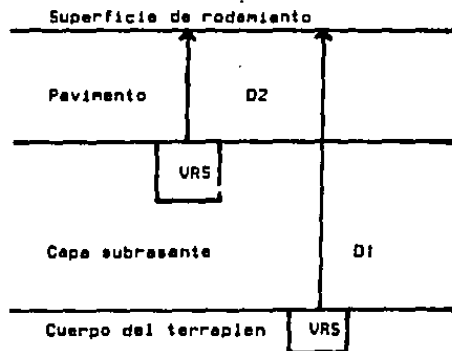 Superficie de rodamiento
Pavimento D2
VRS
Capa subrasante D1
Cuerpo del terraplen VRS